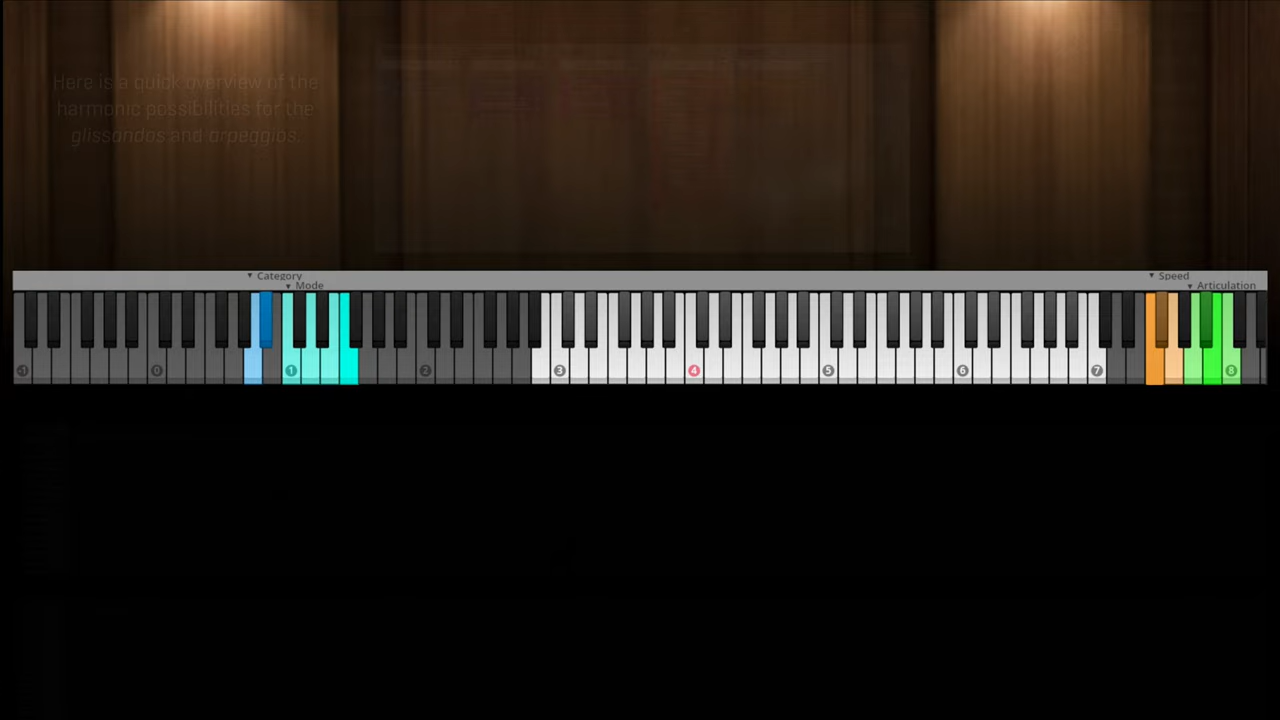 Here is a quick overview of the
harmonic possibilities for the
glissandos and arpeggios.
▼ Category
▼ Mode
▼ Speed
▼ Articulation
-1 0 1 2 3 4 5 6 7 8